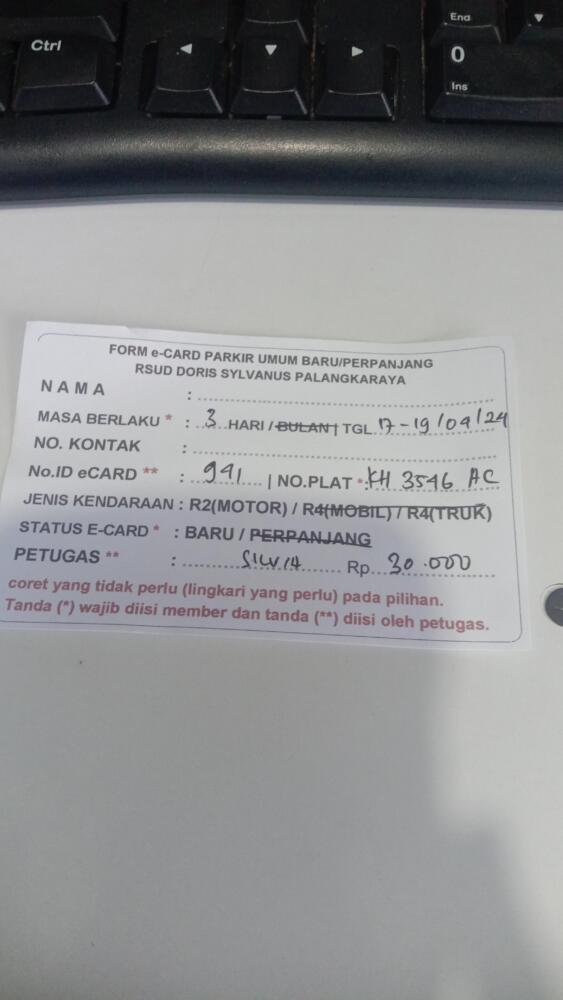 Ctrl
End
0
Ins
FORM e-CARD PARKIR UMUM BARU/PERPANJANG
RSUD DORIS SYLVANUS PALANGKARAYA
NAMA :
MASA BERLAKU * : 3 HARI / BULAN | TGL 17-19/04/24
NO. KONTAK :
No.ID eCARD ** : 941 | NO.PLAT *: KH 3546 AC
JENIS KENDARAAN : R2(MOTOR) / R4(MOBIL) / R4(TRUK)
STATUS E-CARD * : BARU / PERPANJANG
PETUGAS ** : SILVIA Rp 30.000
coret yang tidak perlu (lingkari yang perlu) pada pilihan.
Tanda (*) wajib diisi member dan tanda (**) diisi oleh petugas.